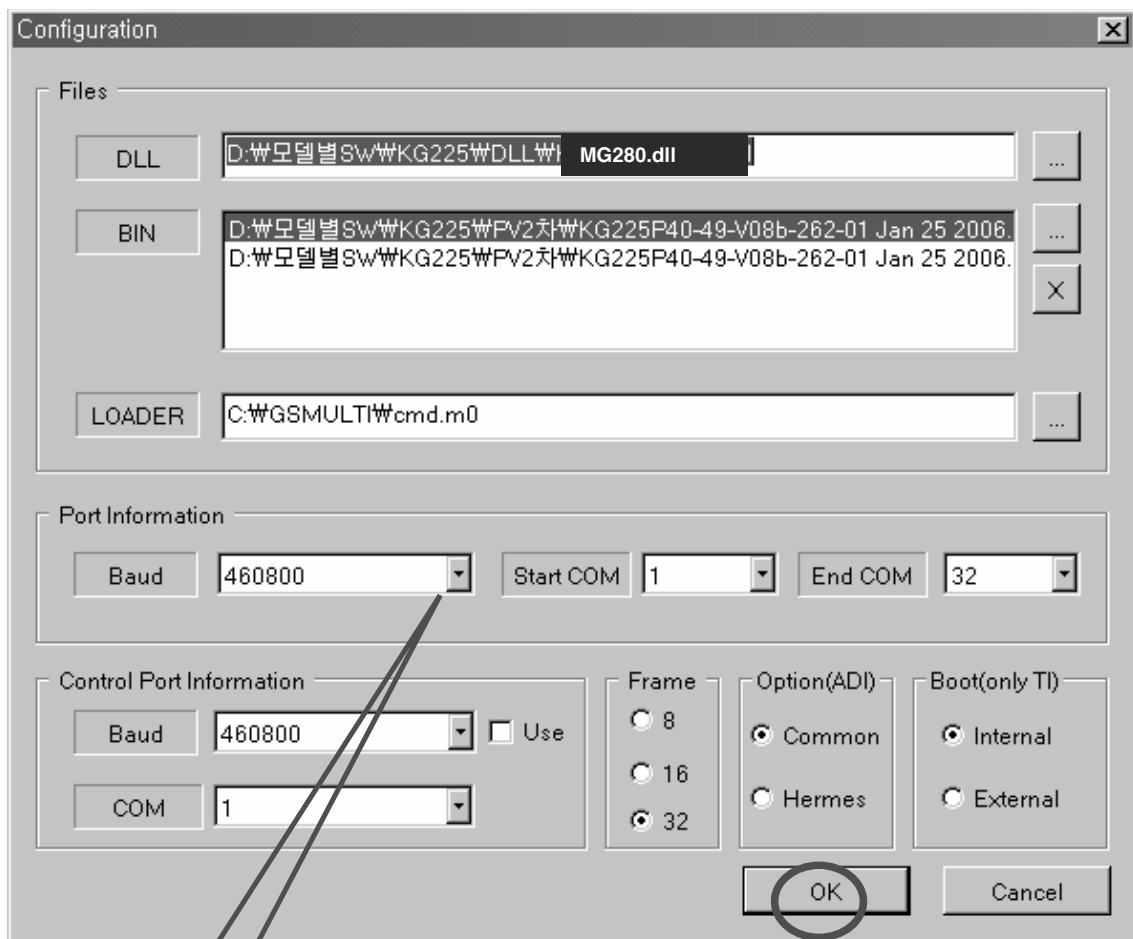 Configuration
Files
DLL
D:₩모델별SW₩KG225₩DLL₩
MG280.dll
...
BIN
D:₩모델별SW₩KG225₩PV2차₩KG225P40-49-V08b-262-01 Jan 25 2006.
D:₩모델별SW₩KG225₩PV2차₩KG225P40-49-V08b-262-01 Jan 25 2006.
...
X
LOADER
C:₩GSMULTI₩cmd.m0
...
Port Information
Baud
460800
Start COM
1
End COM
32
Control Port Information
Baud
460800
Use
COM
1
Frame
8
16
32
Option(ADI)
Common
Hermes
Boot(only TI)
Internal
External
OK
Cancel